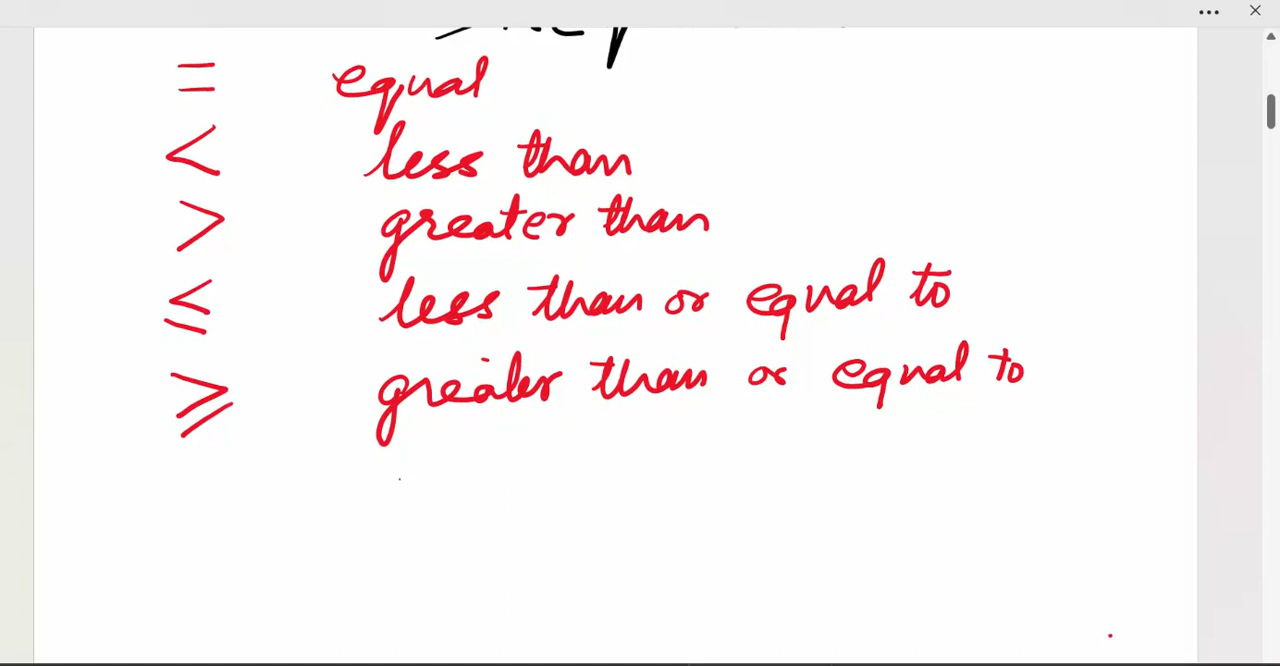 = equal
< less than
> greater than
≤ less than or equal to
≥ greater than or equal to